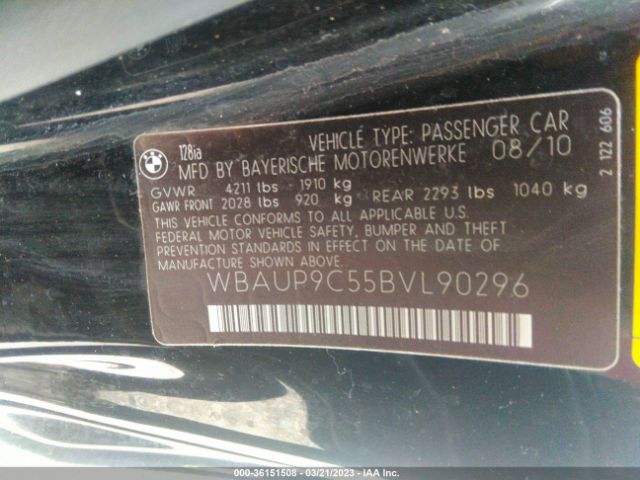 BMW
128ia
VEHICLE TYPE: PASSENGER CAR
MFD BY BAYERISCHE MOTORENWERKE 08/10
GVWR 4211 lbs 1910 kg
GAWR FRONT 2028 lbs 920 kg REAR 2293 lbs 1040 kg
THIS VEHICLE CONFORMS TO ALL APPLICABLE U.S.
FEDERAL MOTOR VEHICLE SAFETY, BUMPER AND THEFT
PREVENTION STANDARDS IN EFFECT ON THE DATE OF
MANUFACTURE SHOWN ABOVE.
WBAUP9C55BVL90296
2 122 606
000-36151508 - 03/21/2023 - IAA Inc.